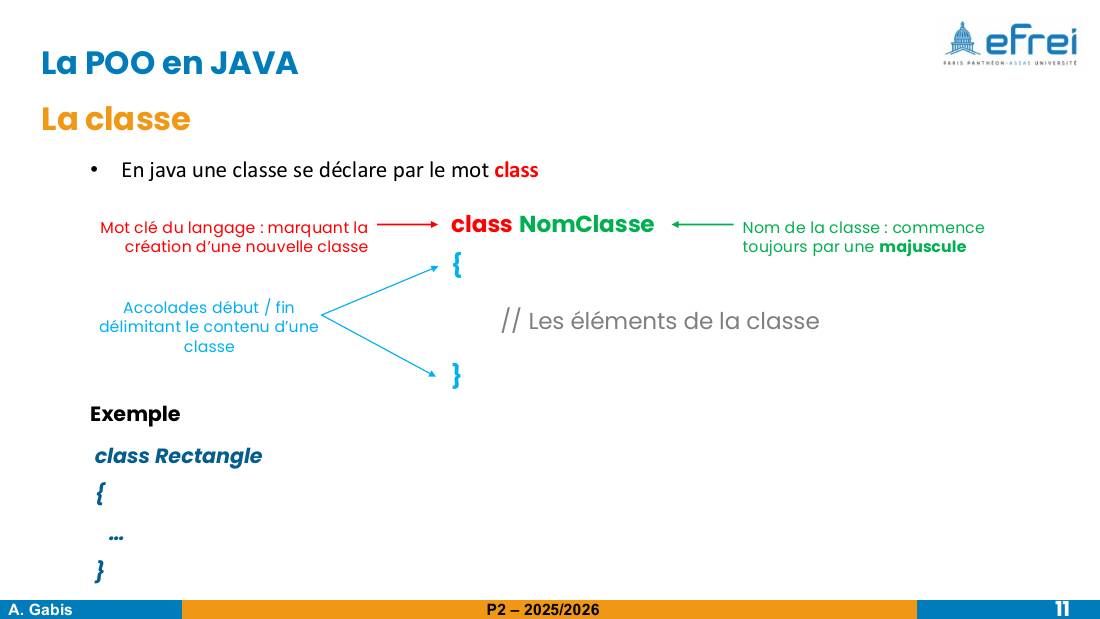 efrei
PARIS PANTHÉON-ASSAS UNIVERSITÉ
La POO en JAVA
La classe
• En java une classe se déclare par le mot class
Mot clé du langage : marquant la
création d’une nouvelle classe
class NomClasse
Nom de la classe : commence
toujours par une majuscule
{
Accolades début / fin
délimitant le contenu d’une
classe
// Les éléments de la classe
}
Exemple
class Rectangle
{
…
}
A. Gabis
P2 – 2025/2026
11